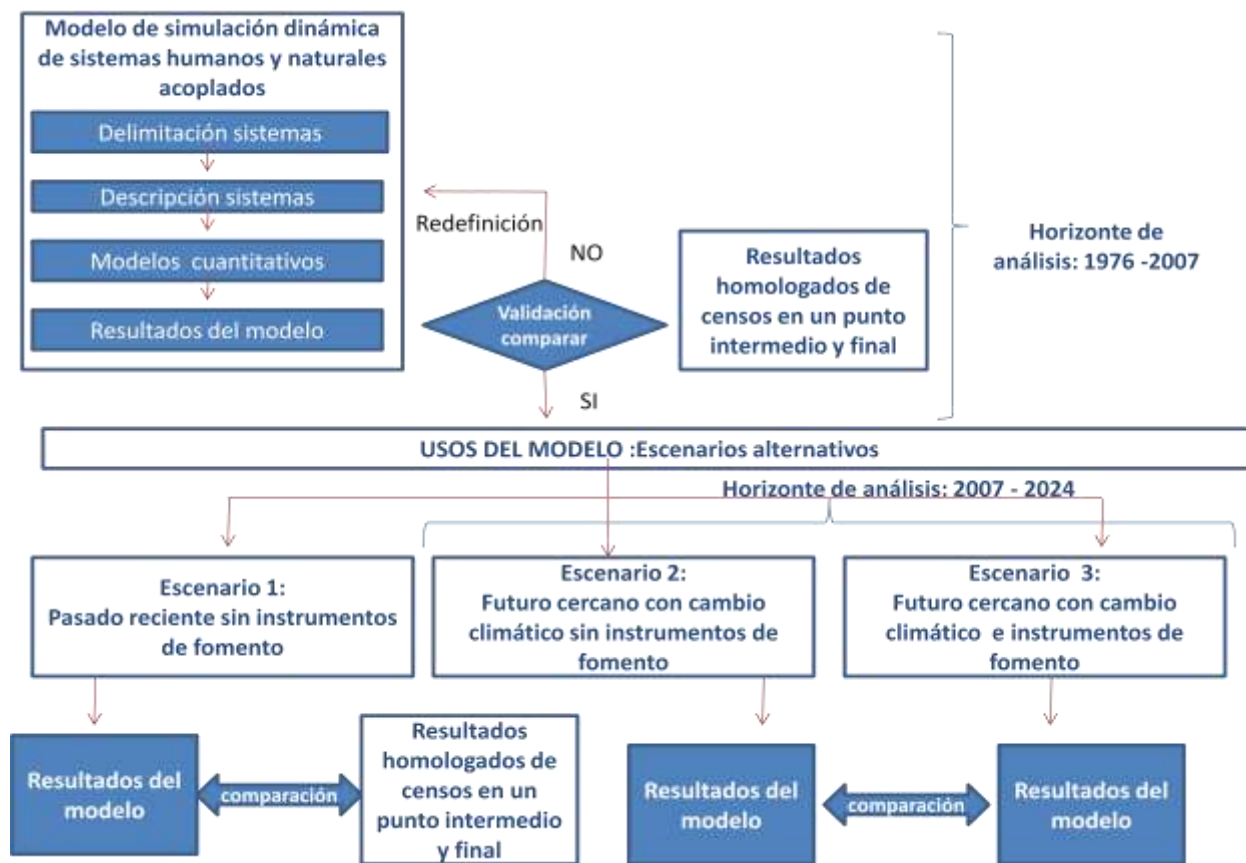 Modelo de simulación dinámica
de sistemas humanos y naturales
acoplados
Delimitación sistemas
Descripción sistemas
Modelos cuantitativos
Resultados del modelo
Redefinición
NO
Validación
comparar
SI
Resultados
homologados de
censos en un punto
intermedio y final
Horizonte de
análisis: 1976 -2007
USOS DEL MODELO :Escenarios alternativos
Horizonte de análisis: 2007 - 2024
Escenario 1:
Pasado reciente sin instrumentos
de fomento
Escenario 2:
Futuro cercano con cambio
climático sin instrumentos de
fomento
Escenario 3:
Futuro cercano con cambio
climático e instrumentos de
fomento
Resultados del
modelo
comparación
Resultados
homologados de
censos en un
punto intermedio
y final
Resultados del
modelo
comparación
Resultados del
modelo